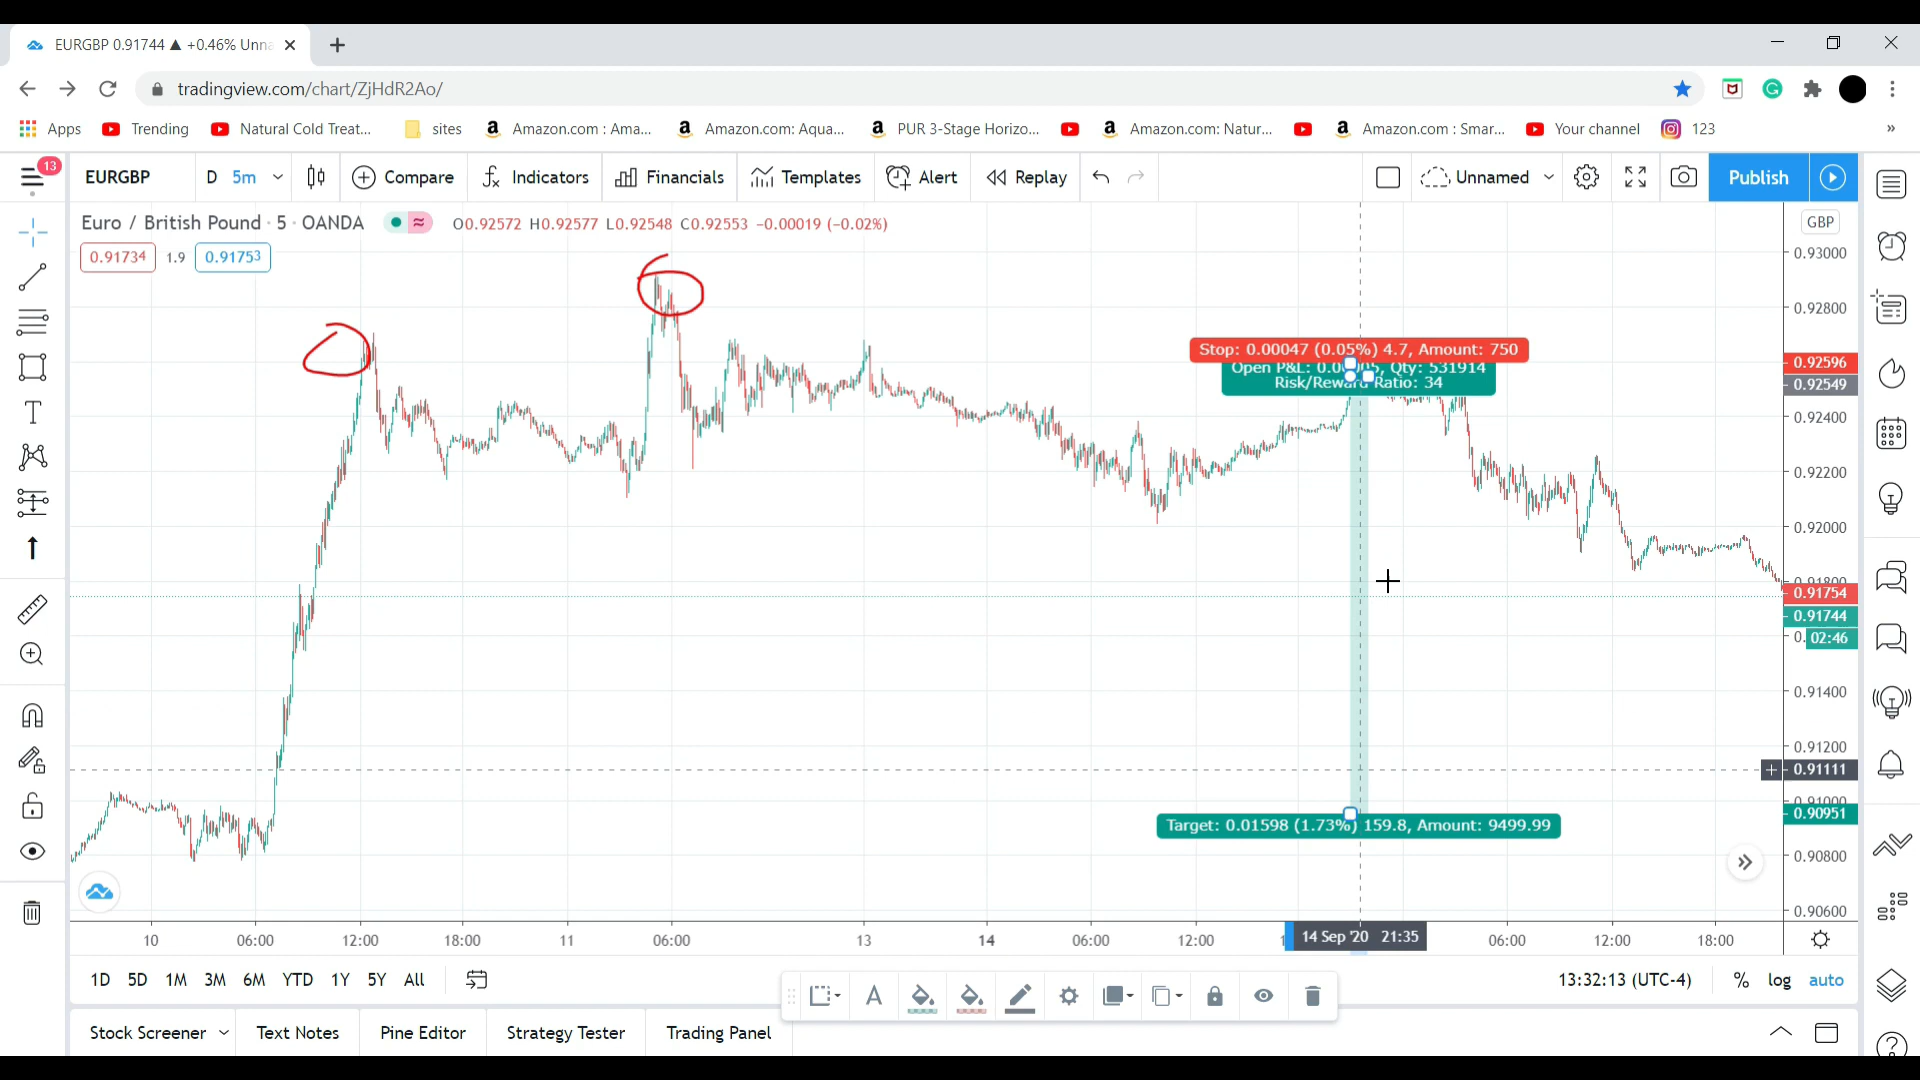 EURGBP 0.91744 ▲ +0.46% Unna
tradingview.com/chart/ZjHdR2Ao/
Apps Trending Natural Cold Treat... sites Amazon.com : Ama... Amazon.com: Aqua... PUR 3-Stage Horizo... Amazon.com: Natur... Amazon.com : Smar... Your channel 123 »
13
EURGBP D 5m Compare Indicators Financials Templates Alert Replay Unnamed Publish
Euro / British Pound · 5 · OANDA O0.92572 H0.92577 L0.92548 C0.92553 −0.00019 (−0.02%)
GBP
0.91734 1.9 0.91753
0.93000
0.92800
Stop: 0.00047 (0.05%) 4.7, Amount: 750
0.92596
Qty: 531914
Risk/Reward Ratio: 34
0.92549
0.92400
0.92200
0.92000
0.91800
0.91754
0.91744
02:46
0.91400
0.91200
0.91111
0.91000
0.90951
Target: 0.01598 (1.73%) 159.8, Amount: 9499.99
0.90800
0.90600
10 06:00 12:00 18:00 11 06:00 13 14 06:00 12:00 14 Sep '20 21:35 06:00 12:00 18:00
1D 5D 1M 3M 6M YTD 1Y 5Y All 13:32:13 (UTC-4) % log auto
Stock Screener Text Notes Pine Editor Strategy Tester Trading Panel